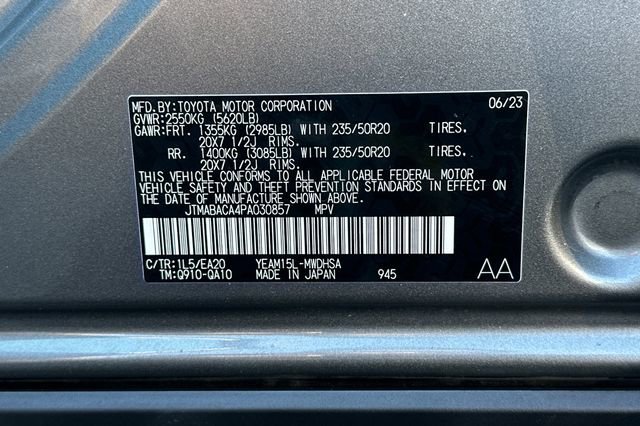 MFD.BY:TOYOTA MOTOR CORPORATION 06/23
GVWR:2550KG (5620LB)
GAWR:FRT. 1355KG (2985LB) WITH 235/50R20 TIRES,
20X7 1/2J RIMS.
RR. 1400KG (3085LB) WITH 235/50R20 TIRES,
20X7 1/2J RIMS.
THIS VEHICLE CONFORMS TO ALL APPLICABLE FEDERAL MOTOR
VEHICLE SAFETY AND THEFT PREVENTION STANDARDS IN EFFECT ON
THE DATE OF MANUFACTURE SHOWN ABOVE.
JTMABACA4PA030857 MPV
C/TR:1L5/EA20 YEAM15L-MWDHSA
TM:Q910-QA10 MADE IN JAPAN 945 AA